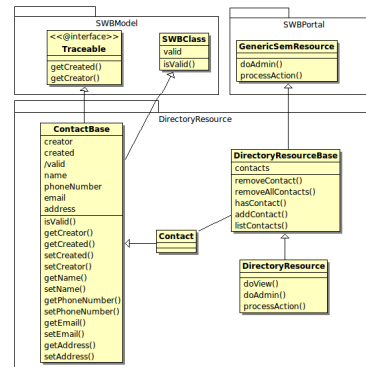 SWBModel
<<@interface>>
Traceable
getCreated()
getCreator()
SWBClass
valid
isValid()
SWBPortal
GenericSemResource
doAdmin()
processAction()
DirectoryResource
ContactBase
creator
created
/valid
name
phoneNumber
email
address
isValid()
getCreator()
getCreated()
setCreated()
setCreator()
getName()
setName()
getPhoneNumber()
setPhoneNumber()
getEmail()
setEmail()
getAddress()
setAddress()
Contact
DirectoryResourceBase
contacts
removeContact()
removeAllContacts()
hasContact()
addContact()
listContacts()
DirectoryResource
doView()
doAdmin()
processAction()